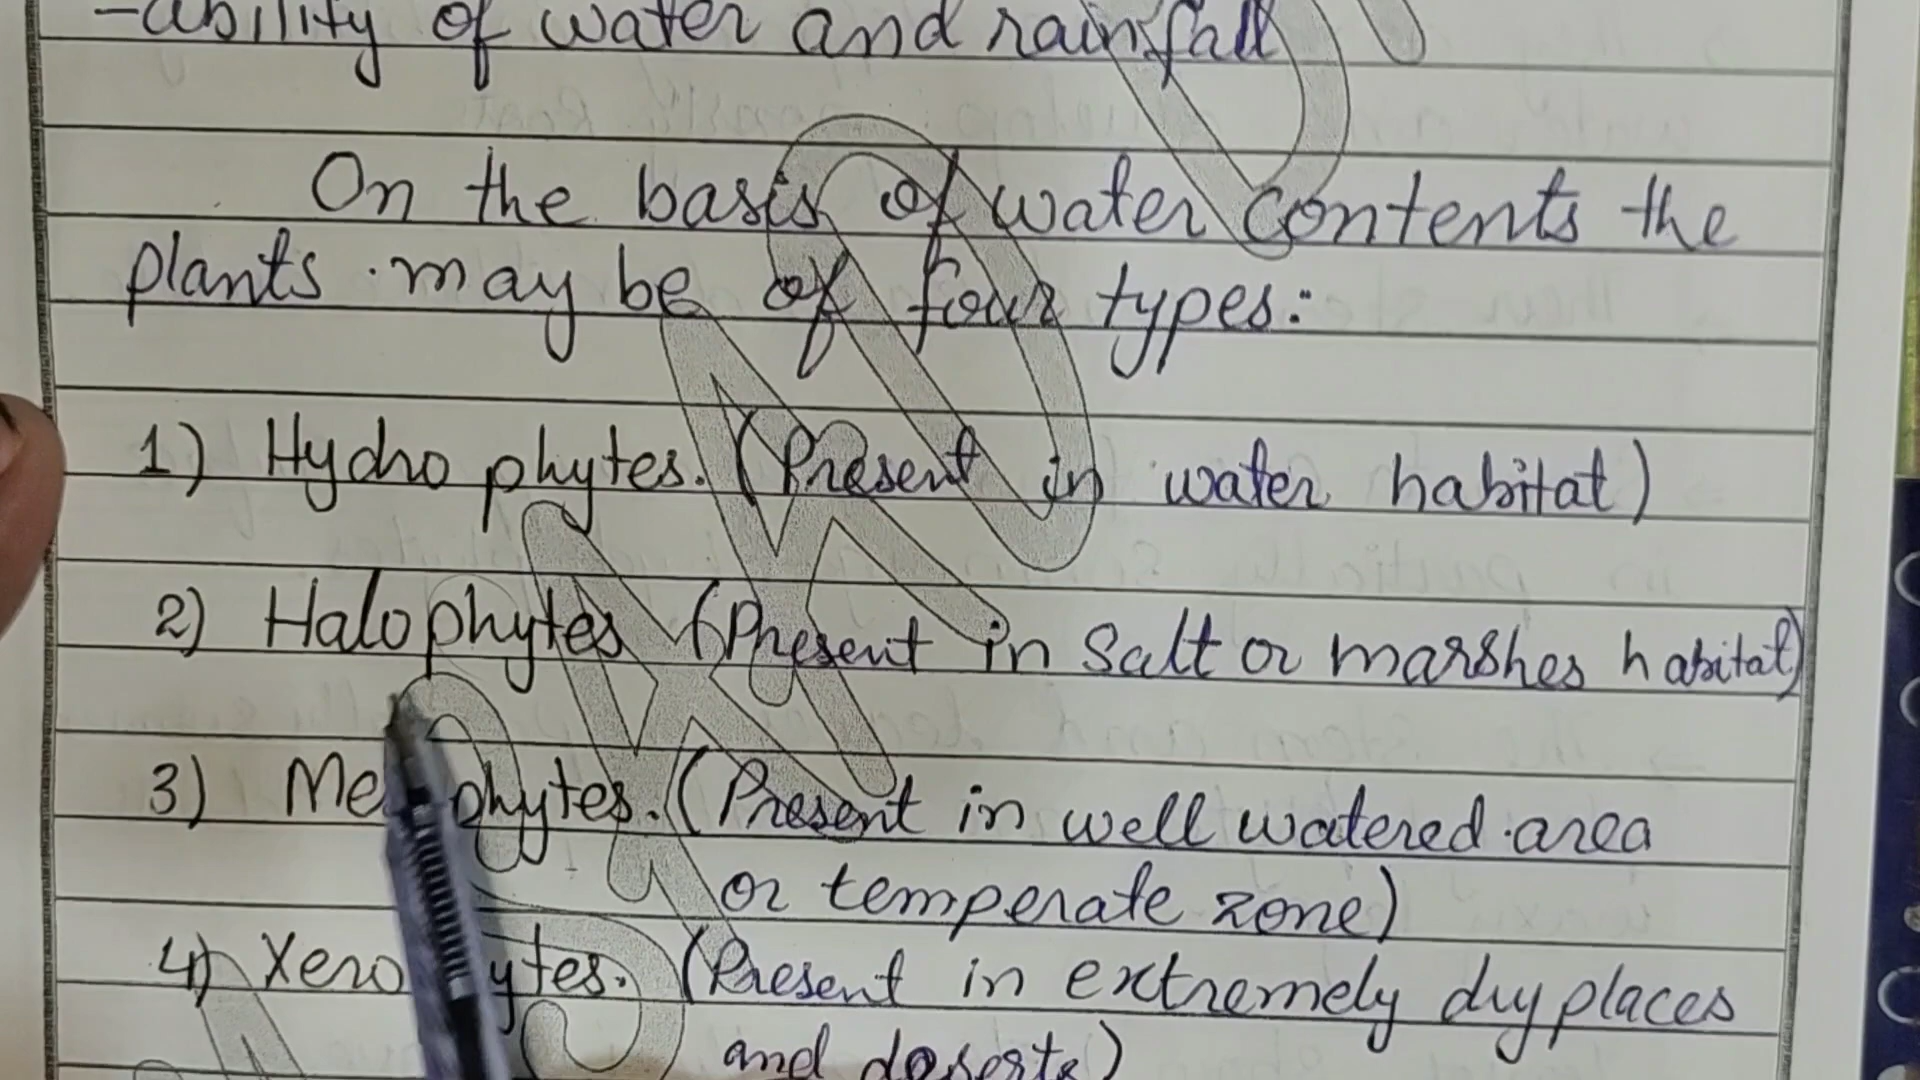 -ability of water and rainfall
On the basis of water contents the
plants may be of four types:
1) Hydrophytes. (Present in water habitat)
2) Halophytes (Present in Salt or marshes habitat)
3) Me phytes. (Present in well watered area
or temperate zone)
4) Xero ytes. (Present in extremely dry places
and deserts)